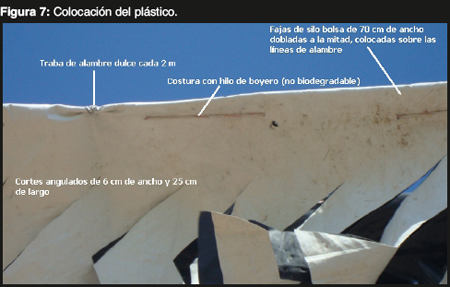 Figura 7: Colocación del plástico.
Fajas de silo bolsa de 70 cm de ancho
dobladas a la mitad, colocadas sobre las
líneas de alambre
Traba de alambre dulce cada 2 m
Costura con hilo de boyero (no biodegradable)
Cortes angulados de 6 cm de ancho y 25 cm
de largo